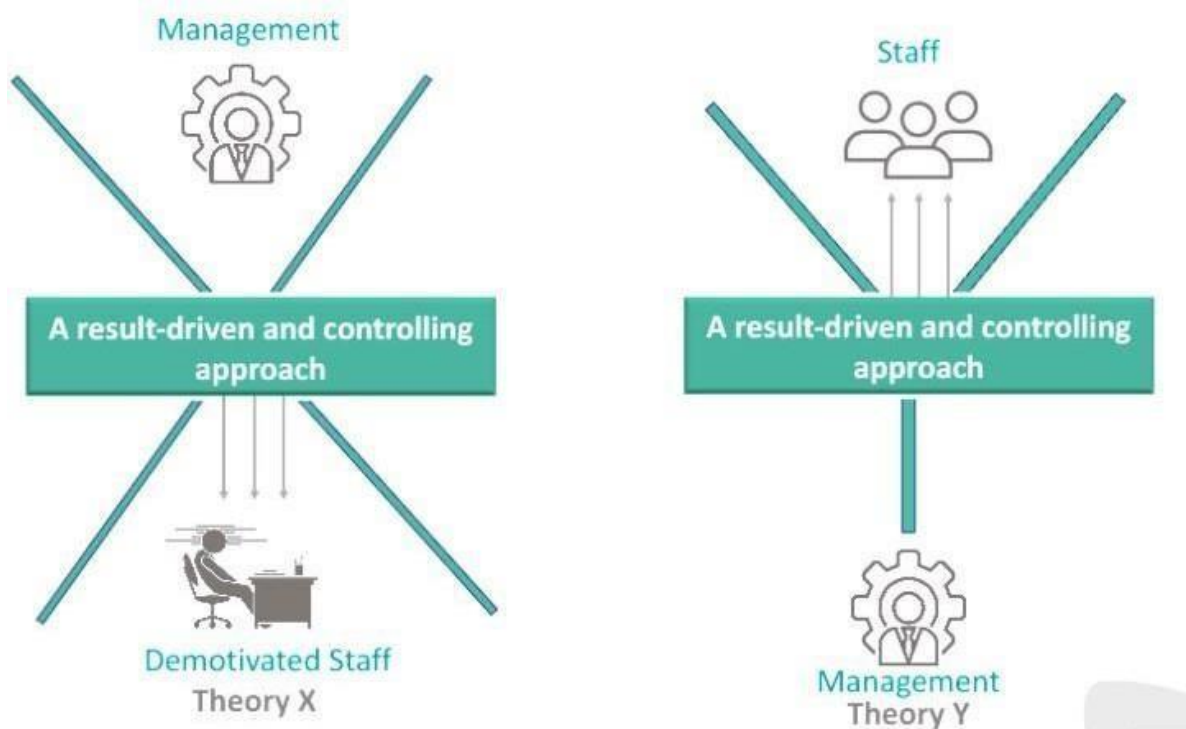 Management
A result-driven and controlling
approach
Demotivated Staff
Theory X
Staff
A result-driven and controlling
approach
Management
Theory Y